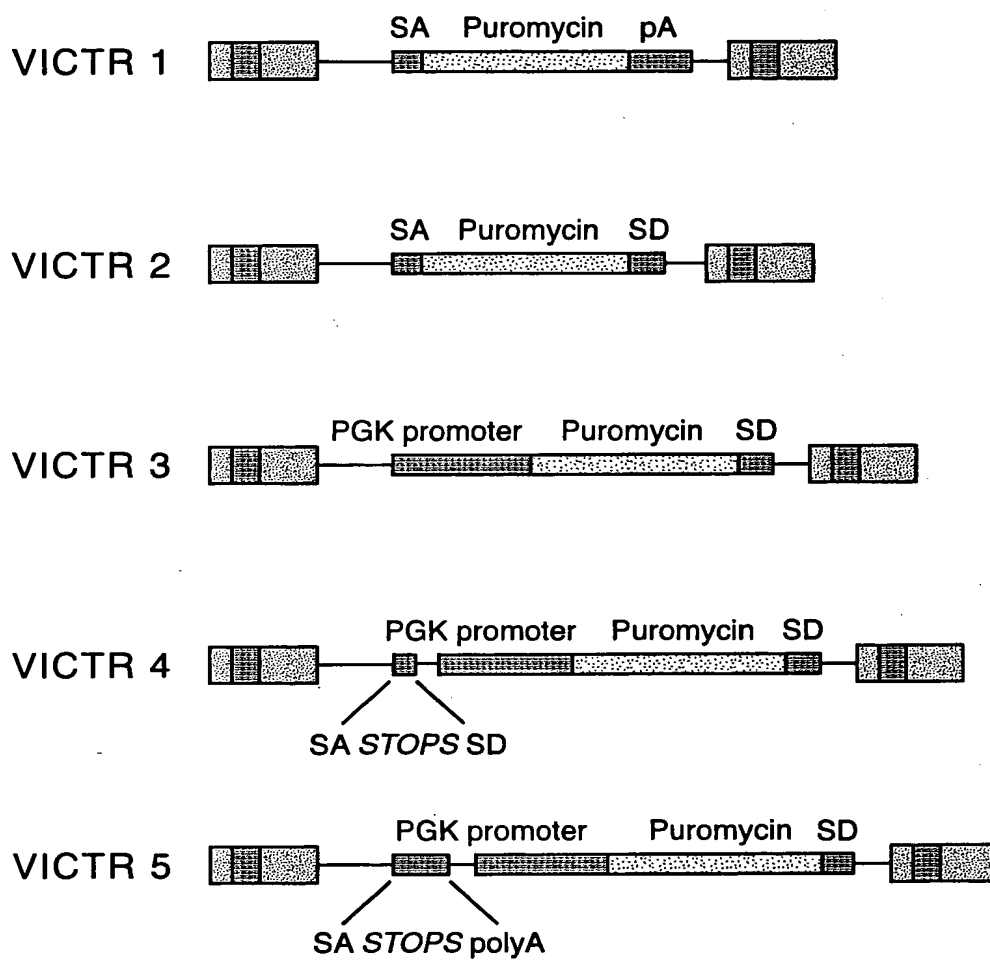 SA Puromycin pA
VICTR 1
SA Puromycin SD
VICTR 2
PGK promoter Puromycin SD
VICTR 3
PGK promoter Puromycin SD
VICTR 4
SA STOPS SD
PGK promoter Puromycin SD
VICTR 5
SA STOPS polyA